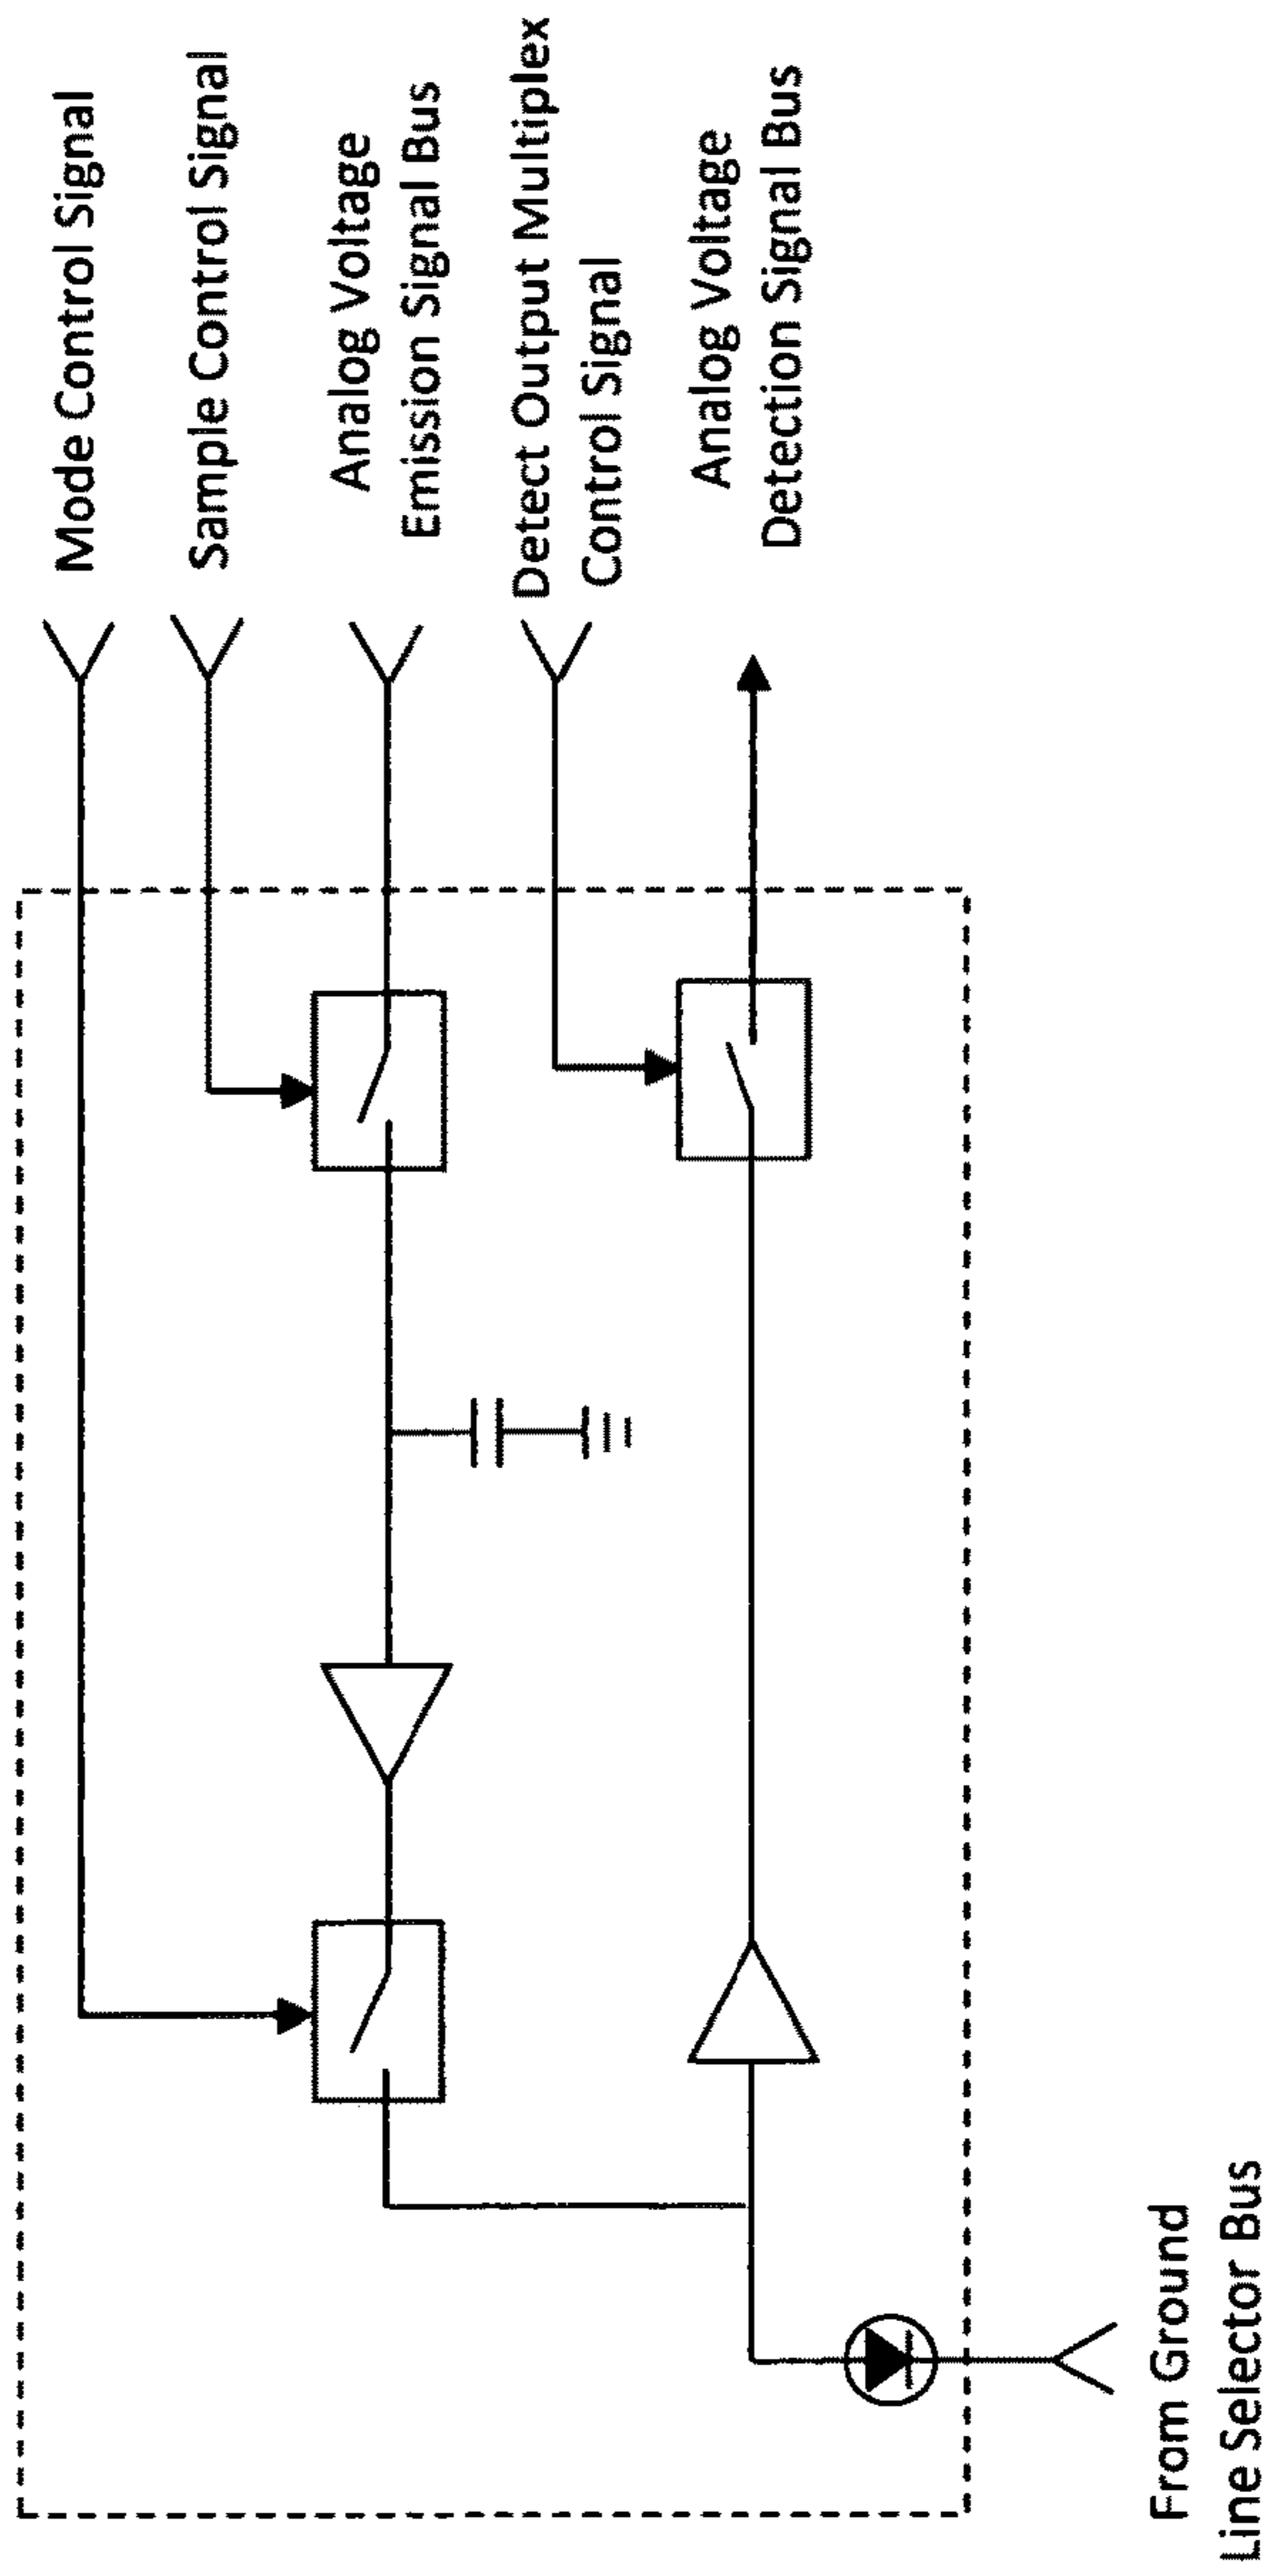 Mode Control Signal
Sample Control Signal
Analog Voltage
Emission Signal Bus
Detect Output Multiplex
Control Signal
Analog Voltage
Detection Signal Bus
From Ground
Line Selector Bus